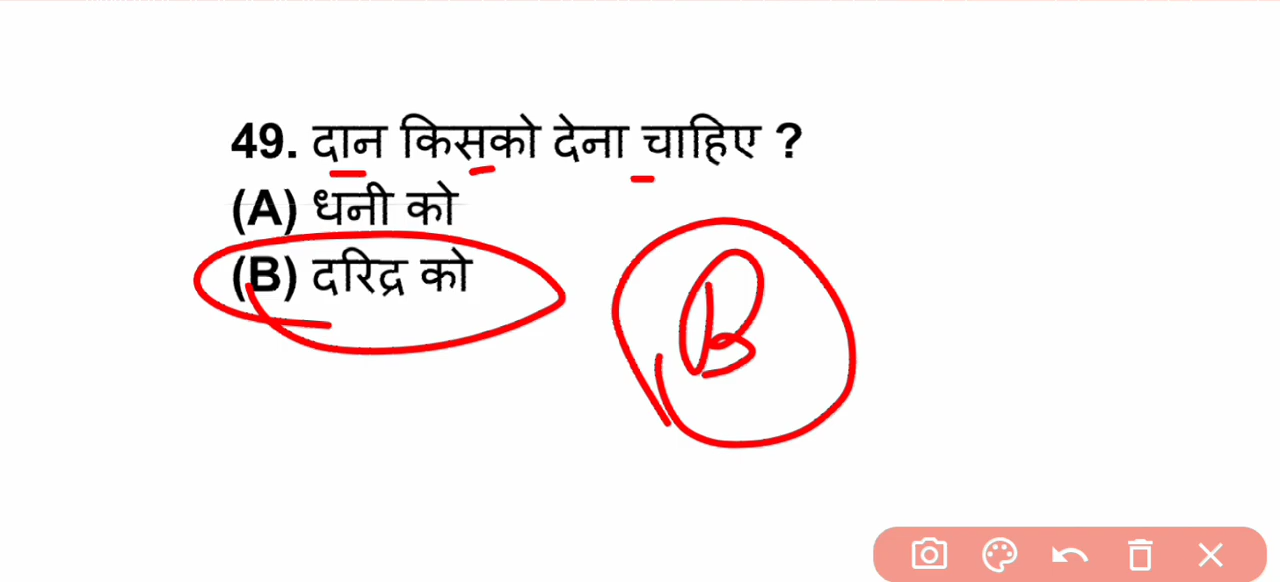 49. दान किसको देना चाहिए ?
(A) धनी को
(B) दरिद्र को
B